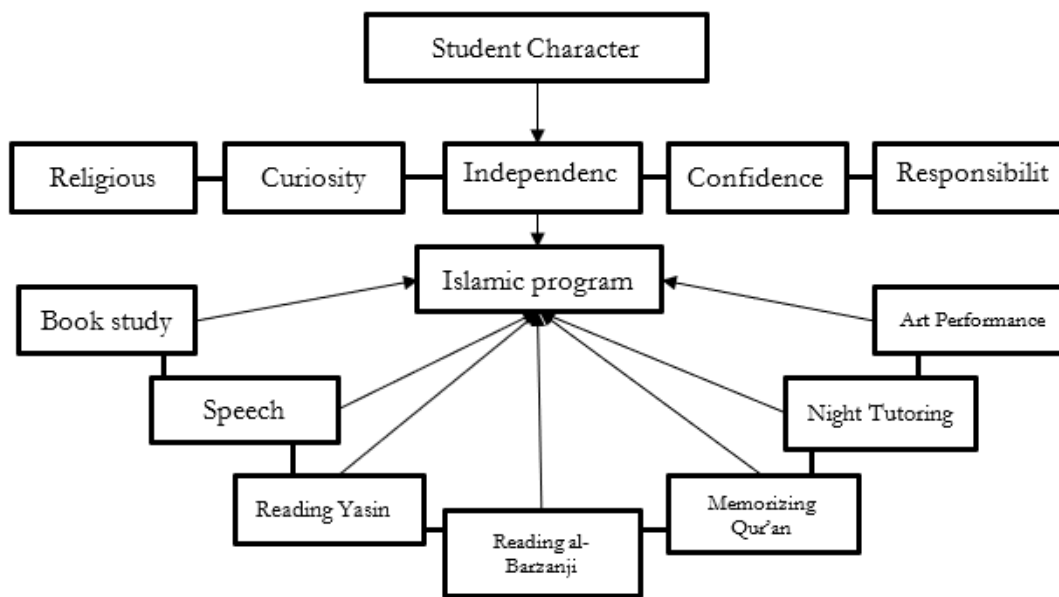 Student Character
Religious
Curiosity
Independenc
Confidence
Responsibilit
Islamic program
Book study
Art Performance
Speech
Night Tutoring
Reading Yasin
Memorizing
Qur'an
Reading al-
Barzanji